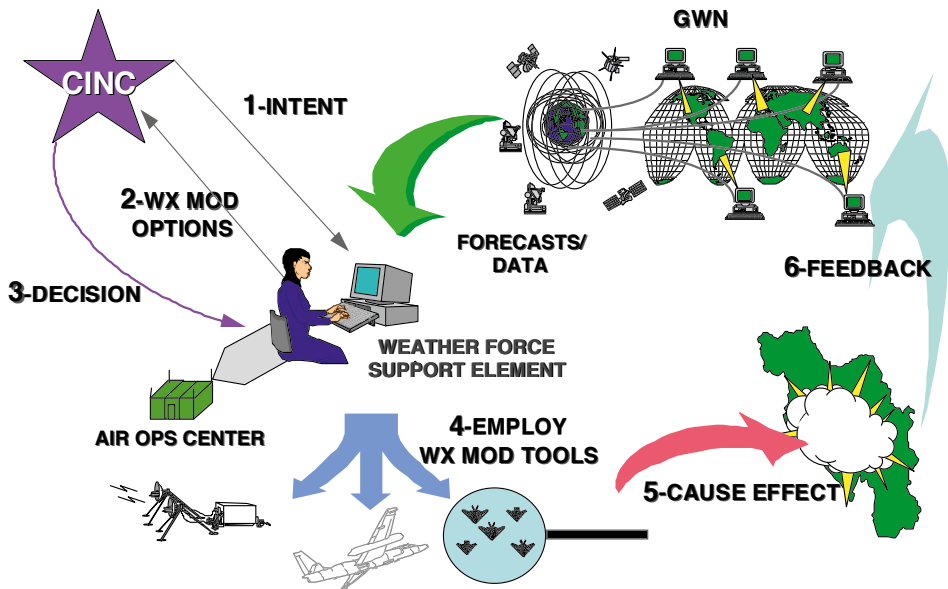 GWN
CINC
1-INTENT
2-WX MOD
OPTIONS
FORECASTS/
DATA
6-FEEDBACK
3-DECISION
WEATHER FORCE
SUPPORT ELEMENT
AIR OPS CENTER
4-EMPLOY
WX MOD TOOLS
5-CAUSE EFFECT